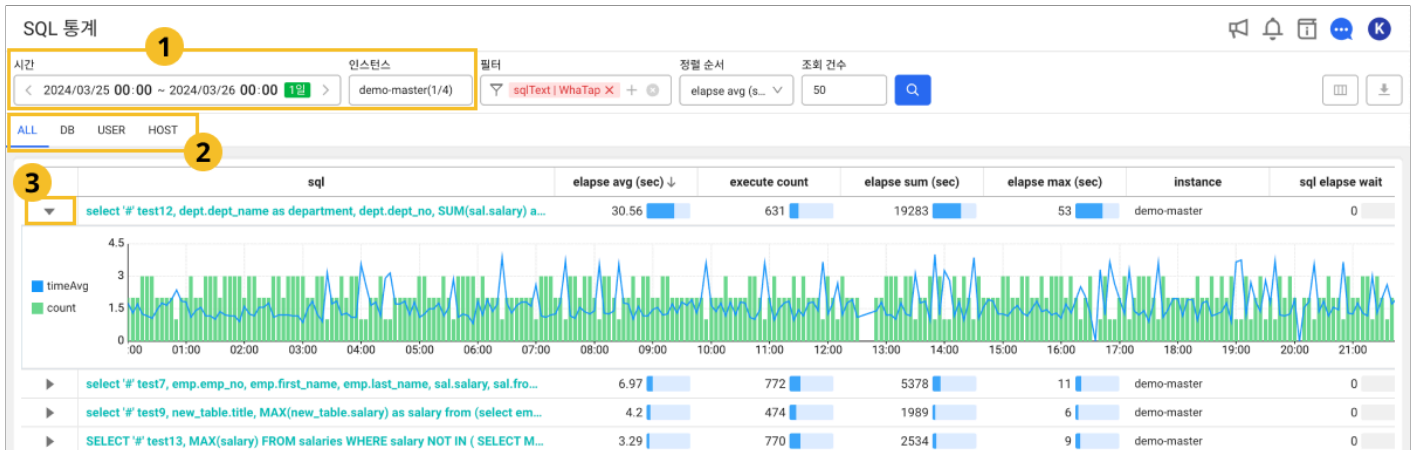 SQL 통계
K
1
시간 인스턴스 필터 정렬 순서 조회 건수
< 2024/03/25 00:00 ~ 2024/03/26 00:00 1일 > demo-master(1/4) sqlText | WhaTap × + elapse avg (s... 50
ALL DB USER HOST
2
3
sql elapse avg (sec) ↓ execute count elapse sum (sec) elapse max (sec) instance sql elapse wait
select '#' test12, dept.dept_name as department, dept.dept_no, SUM(sal.salary) a... 30.56 631 19283 53 demo-master 0
4.5
3
1.5
0
timeAvg
count
:00 01:00 02:00 03:00 04:00 05:00 06:00 07:00 08:00 09:00 10:00 11:00 12:00 13:00 14:00 15:00 16:00 17:00 18:00 19:00 20:00 21:00
select '#' test7, emp.emp_no, emp.first_name, emp.last_name, sal.salary, sal.fro... 6.97 772 5378 11 demo-master 0
select '#' test9, new_table.title, MAX(new_table.salary) as salary from (select em... 4.2 474 1989 6 demo-master 0
SELECT '#' test13, MAX(salary) FROM salaries WHERE salary NOT IN ( SELECT M... 3.29 770 2534 9 demo-master 0